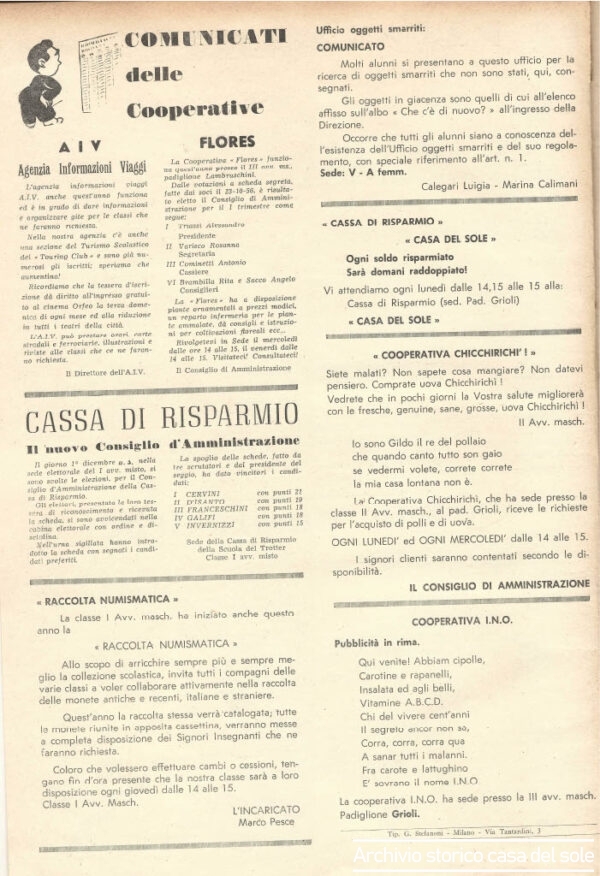 COMUNICATI
delle
Cooperative
A I V
Agenzia Informazioni Viaggi
L'agenzia informazioni viaggi
A.I.V. anche quest'anno funziona
ed è in grado di dare informazioni
e organizzare gite per le classi che
ne faranno richiesta.
Nella nostra agenzia c'è anche
una sezione del Turismo Scolastico
del « Touring Club » e sono già nu-
merosi gli iscritti; speriamo che
aumentino!
Ricordiamo che la tessera d'iscri-
zione dà diritto all'ingresso gratui-
to al cinema Orfeo la terza dome-
nica di ogni mese ed alla riduzione
in tutti i teatri della città.
L'A.I.V. può prestare orari, carte
stradali e ferroviarie, illustrazioni e
riviste alle classi che ce ne faran-
no richiesta.
Il Direttore dell'A.I.V.
FLORES
La Cooperativa « Flores » funzio-
na quest'anno presso il III avv. ms.,
padiglione Lambruschini.
Dalle votazioni a scheda segreta,
fatte dai soci il 23-10-56, è risulta-
to eletto il Consiglio di Amministra-
zione per il I trimestre come
segue:
I Trassi Alessandro
Presidente
II Varisco Rosanna
Segretaria
III Cominetti Antonio
Cassiere
VI Brambilla Rita e Sacco Angelo
Consiglieri
La « Flores » ha a disposizione
piante ornamentali a prezzi modici,
un reparto infermeria per le pian-
te ammalate, dà consigli e istruzio-
ni per coltivazioni floreali ecc...
Rivolgetevi in Sede il mercoledì
dalle ore 14 alle 15, il venerdì dalle
14 alle 15. Visitateci! Consultateci!
Il Consiglio di Amministrazione
CASSA DI RISPARMIO
Il nuovo Consiglio d'Amministrazione
Il giorno 1° dicembre u. s. nella
sede elettorale del I avv. misto, si
sono svolte le elezioni, per il Consi-
glio d'Amministrazione della Cassa
di Risparmio.
Gli elettori, presentata la loro tes-
sera di riconoscimento e ricevuta
la scheda, si sono avvicendati nella
cabina elettorale con ordine e di-
sciplina.
Nell'urna sigillata hanno intro-
dotto la scheda con segnati i candi-
dati preferiti.
Lo spoglio delle schede, fatto da
tre scrutatori e dal presidente del
seggio, ha dato vincitori i candi-
dati:
I CERVINI con punti 21
II D'ISANTO con punti 19
III FRANCESCHINI con punti 18
IV GALIFI con punti 18
V INVERNIZZI con punti 15
Sede della Cassa di Risparmio
della Scuola del Trotter
Classe I avv. misto
« RACCOLTA NUMISMATICA »
La classe I Avv. masch. ha iniziato anche questo
anno la
« RACCOLTA NUMISMATICA »
Allo scopo di arricchire sempre più e sempre me-
glio la collezione scolastica, invita tutti i compagni delle
varie classi a voler collaborare attivamente nella raccolta
delle monete antiche e recenti, italiane e straniere.
Quest'anno la raccolta stessa verrà catalogata; tutte
le monete riunite in apposita cassettina, verranno messe
a completa disposizione dei Signori Insegnanti che ne
faranno richiesta.
Coloro che volessero effettuare cambi o cessioni, ten-
gano fin d'ora presente che la nostra classe sarà a loro
disposizione ogni giovedì dalle 14 alle 15.
Classe I Avv. Masch.
L'INCARICATO
Marco Pesce
Ufficio oggetti smarriti:
COMUNICATO
Molti alunni si presentano a questo ufficio per la
ricerca di oggetti smarriti che non sono stati, qui, con-
segnati.
Gli oggetti in giacenza sono quelli di cui all'elenco
affisso sull'albo « Che c'è di nuovo? » all'ingresso della
Direzione.
Occorre che tutti gli alunni siano a conoscenza del-
l'esistenza dell'Ufficio oggetti smarriti e del suo regola-
mento, con speciale riferimento all'art. n. 1.
Sede: V - A femm.
Calegari Luigia - Marina Calimani
« CASSA DI RISPARMIO »
« CASA DEL SOLE »
Ogni soldo risparmiato
Sarà domani raddoppiato!
Vi attendiamo ogni lunedì dalle 14,15 alle 15 alla:
Cassa di Risparmio (sed. Pad. Grioli)
« CASA DEL SOLE »
« COOPERATIVA CHICCHIRICHI' ! »
Siete malati? Non sapete cosa mangiare? Non datevi
pensiero. Comprate uova Chicchirichì !
Vedrete che in pochi giorni la Vostra salute migliorerà
con le fresche, genuine, sane, grosse, uova Chicchirichì !
II Avv. masch.
Io sono Gildo il re del pollaio
che quando canto tutto son gaio
se vedermi volete, correte correte
la mia casa lontana non è.
La Cooperativa Chicchirichì, che ha sede presso la
classe II Avv. masch., al pad. Grioli, riceve le richieste
per l'acquisto di polli e di uova.
OGNI LUNEDI' ed OGNI MERCOLEDI' dalle 14 alle 15.
I signori clienti saranno contentati secondo le di-
sponibilità.
IL CONSIGLIO DI AMMINISTRAZIONE
COOPERATIVA I.N.O.
Pubblicità in rima.
Qui venite! Abbiam cipolle,
Carotine e rapanelli,
Insalata ed agli belli,
Vitamine A.B.C.D.
Chi del vivere cent'anni
Il segreto ancor non sa,
Corra, corra, corra qua
A sanar tutti i malanni.
Fra carote e lattughino
E' sovrano il nome I.N.O.
La cooperativa I.N.O. ha sede presso la III avv. masch.
Padiglione Grioli.
Tip. G. Stefanoni - Milano - Via Tantardini, 3
Archivio storico casa del sole